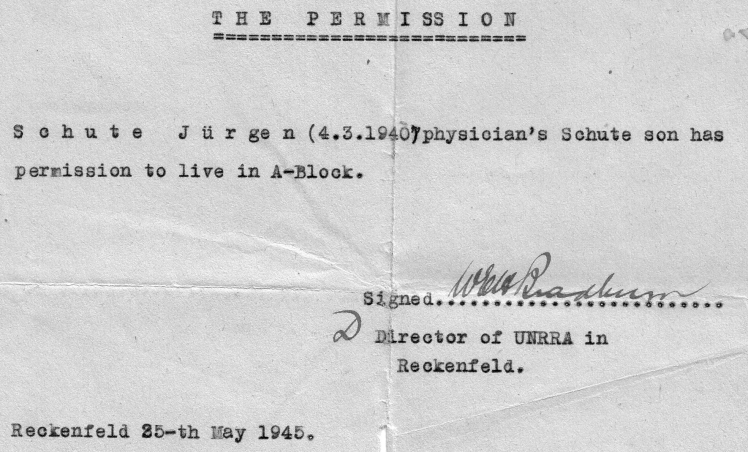 THE PERMISSION
Schute Jürgen (4.3.1940) physician's Schute son has
permission to live in A-Block.
Signed..............................
D Director of UNRRA in
Reckenfeld.
Reckenfeld 25-th May 1945.